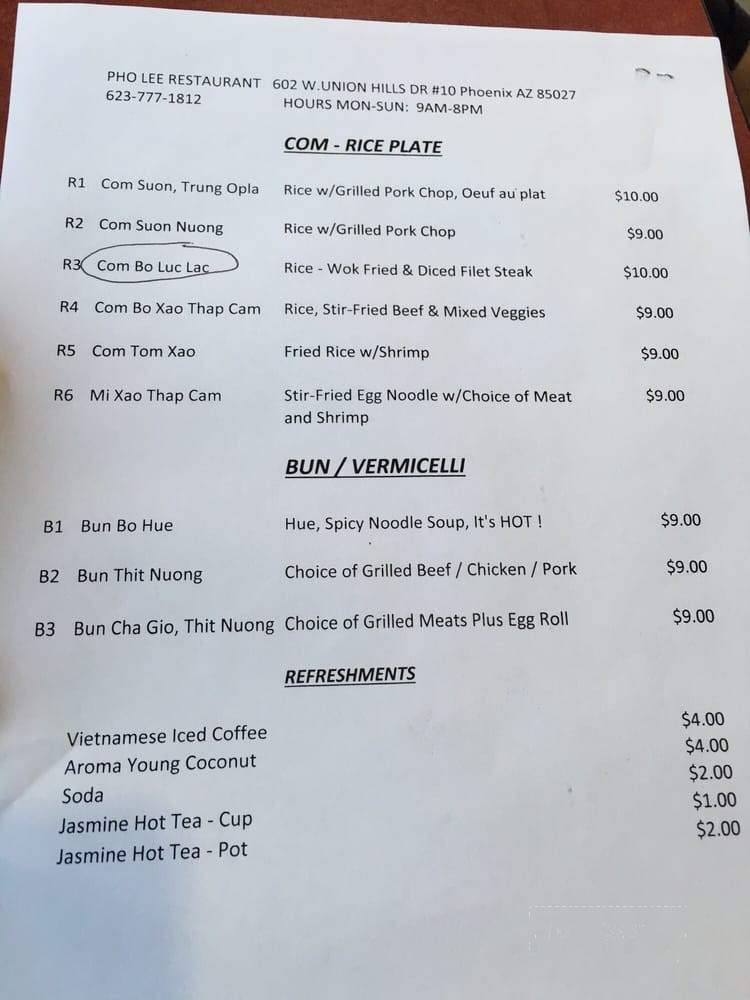 PHO LEE RESTAURANT 602 W.UNION HILLS DR #10 Phoenix AZ 85027
623-777-1812 HOURS MON-SUN: 9AM-8PM
COM - RICE PLATE
R1 Com Suon, Trung Opla Rice w/Grilled Pork Chop, Oeuf au plat $10.00
R2 Com Suon Nuong Rice w/Grilled Pork Chop $9.00
R3 Com Bo Luc Lac Rice - Wok Fried & Diced Filet Steak $10.00
R4 Com Bo Xao Thap Cam Rice, Stir-Fried Beef & Mixed Veggies $9.00
R5 Com Tom Xao Fried Rice w/Shrimp $9.00
R6 Mi Xao Thap Cam Stir-Fried Egg Noodle w/Choice of Meat $9.00
and Shrimp
BUN / VERMICELLI
B1 Bun Bo Hue Hue, Spicy Noodle Soup, It's HOT ! $9.00
B2 Bun Thit Nuong Choice of Grilled Beef / Chicken / Pork $9.00
B3 Bun Cha Gio, Thit Nuong Choice of Grilled Meats Plus Egg Roll $9.00
REFRESHMENTS
Vietnamese Iced Coffee $4.00
Aroma Young Coconut $4.00
Soda $2.00
Jasmine Hot Tea - Cup $1.00
Jasmine Hot Tea - Pot $2.00